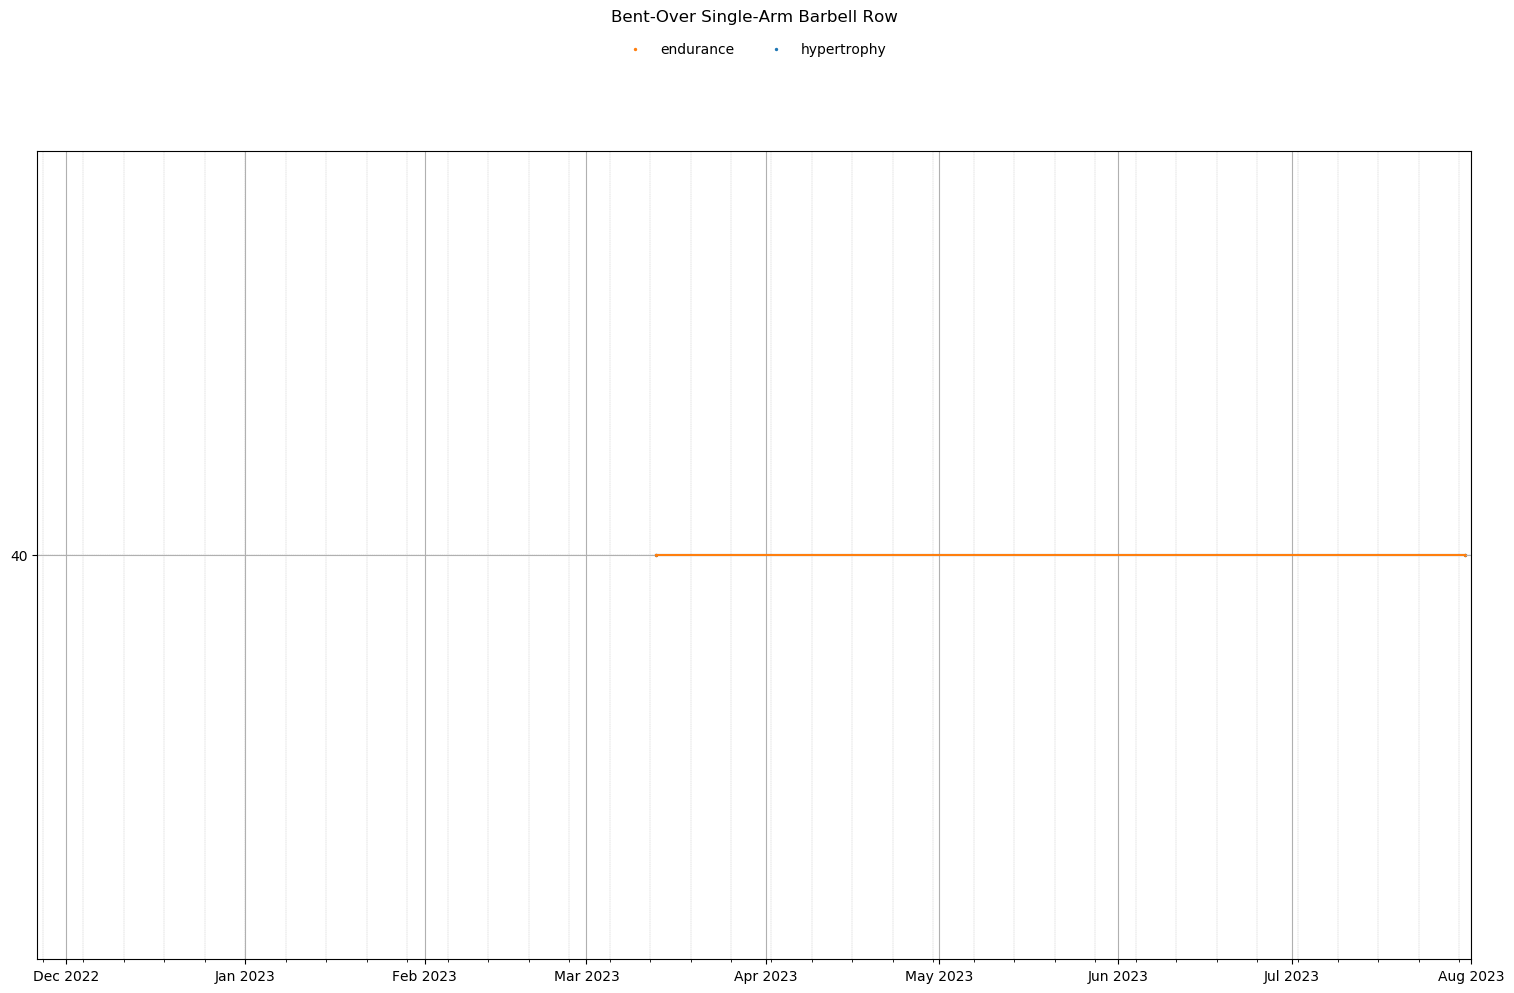 Bent-Over Single-Arm Barbell Row
endurance hypertrophy
40
Dec 2022 Jan 2023 Feb 2023 Mar 2023 Apr 2023 May 2023 Jun 2023 Jul 2023 Aug 2023